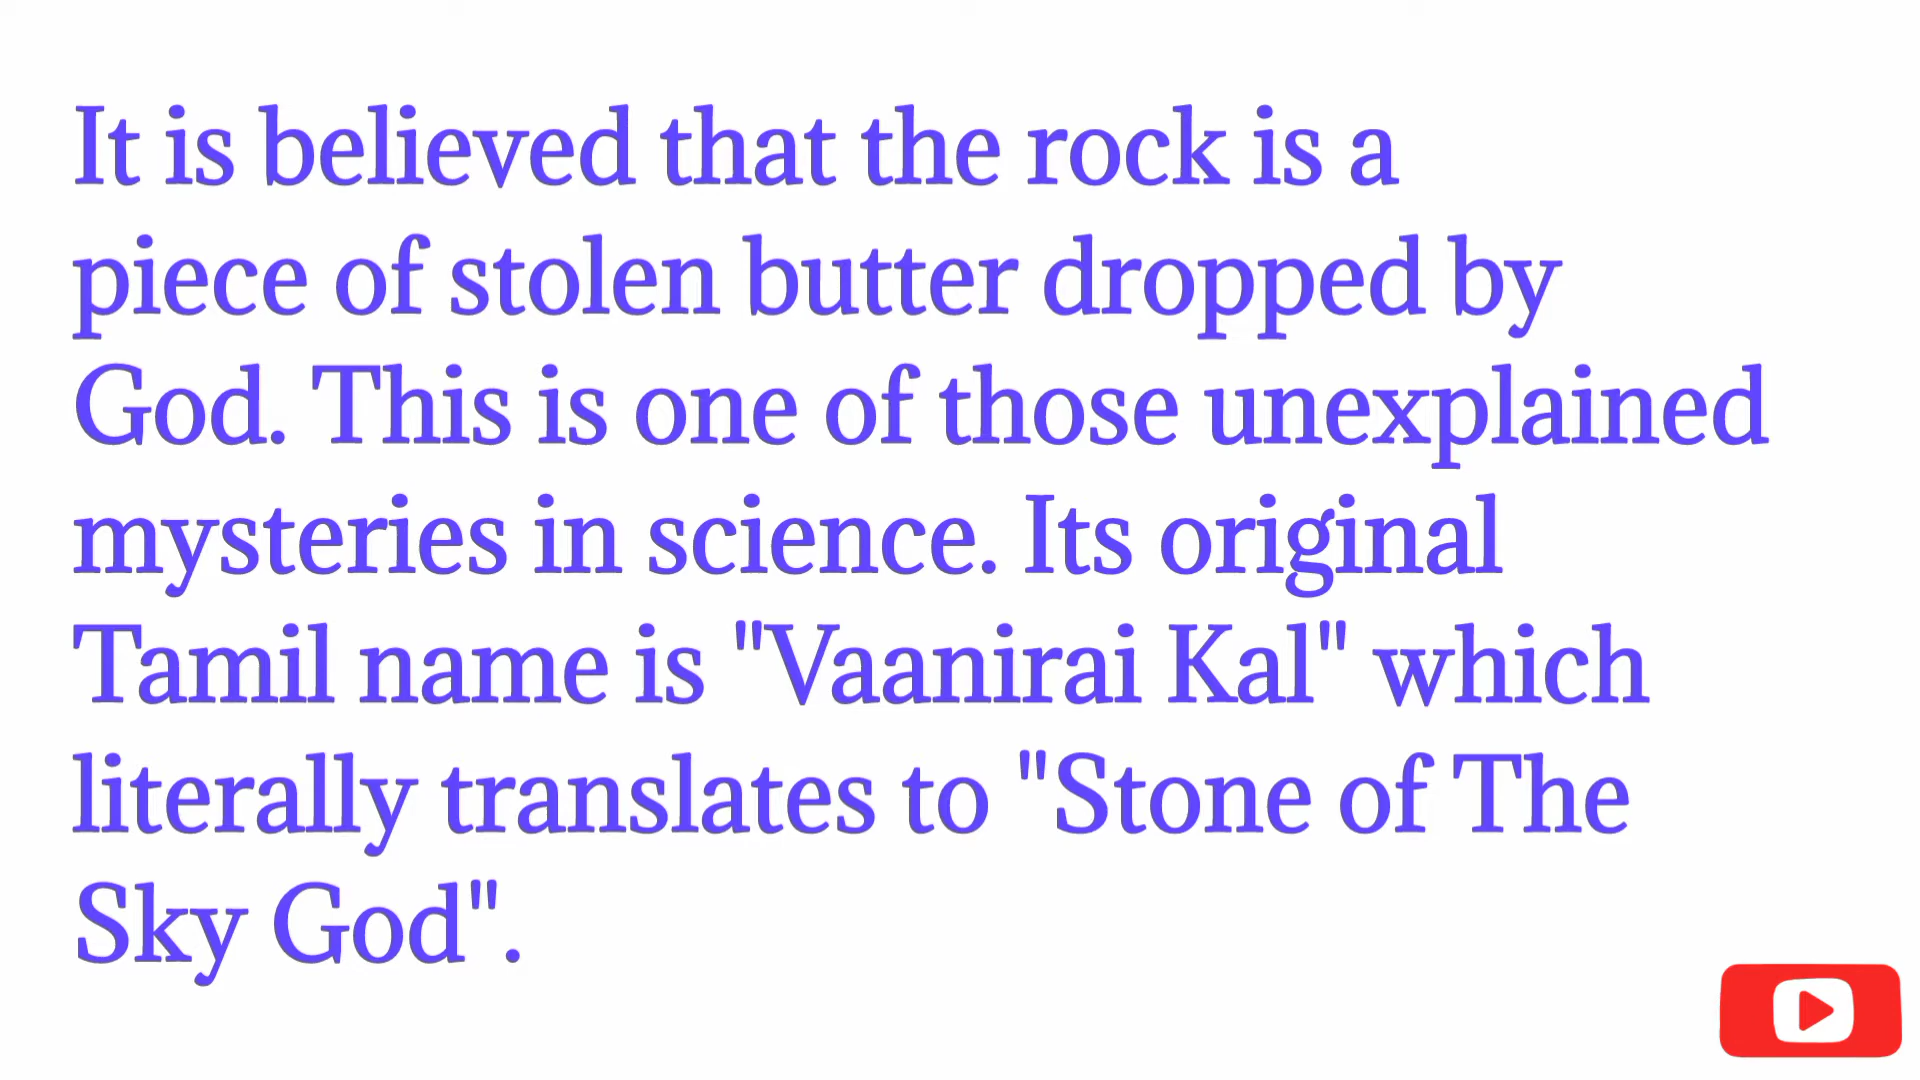 It is believed that the rock is a
piece of stolen butter dropped by
God. This is one of those unexplained
mysteries in science. Its original
Tamil name is "Vaanirai Kal" which
literally translates to "Stone of The
Sky God".